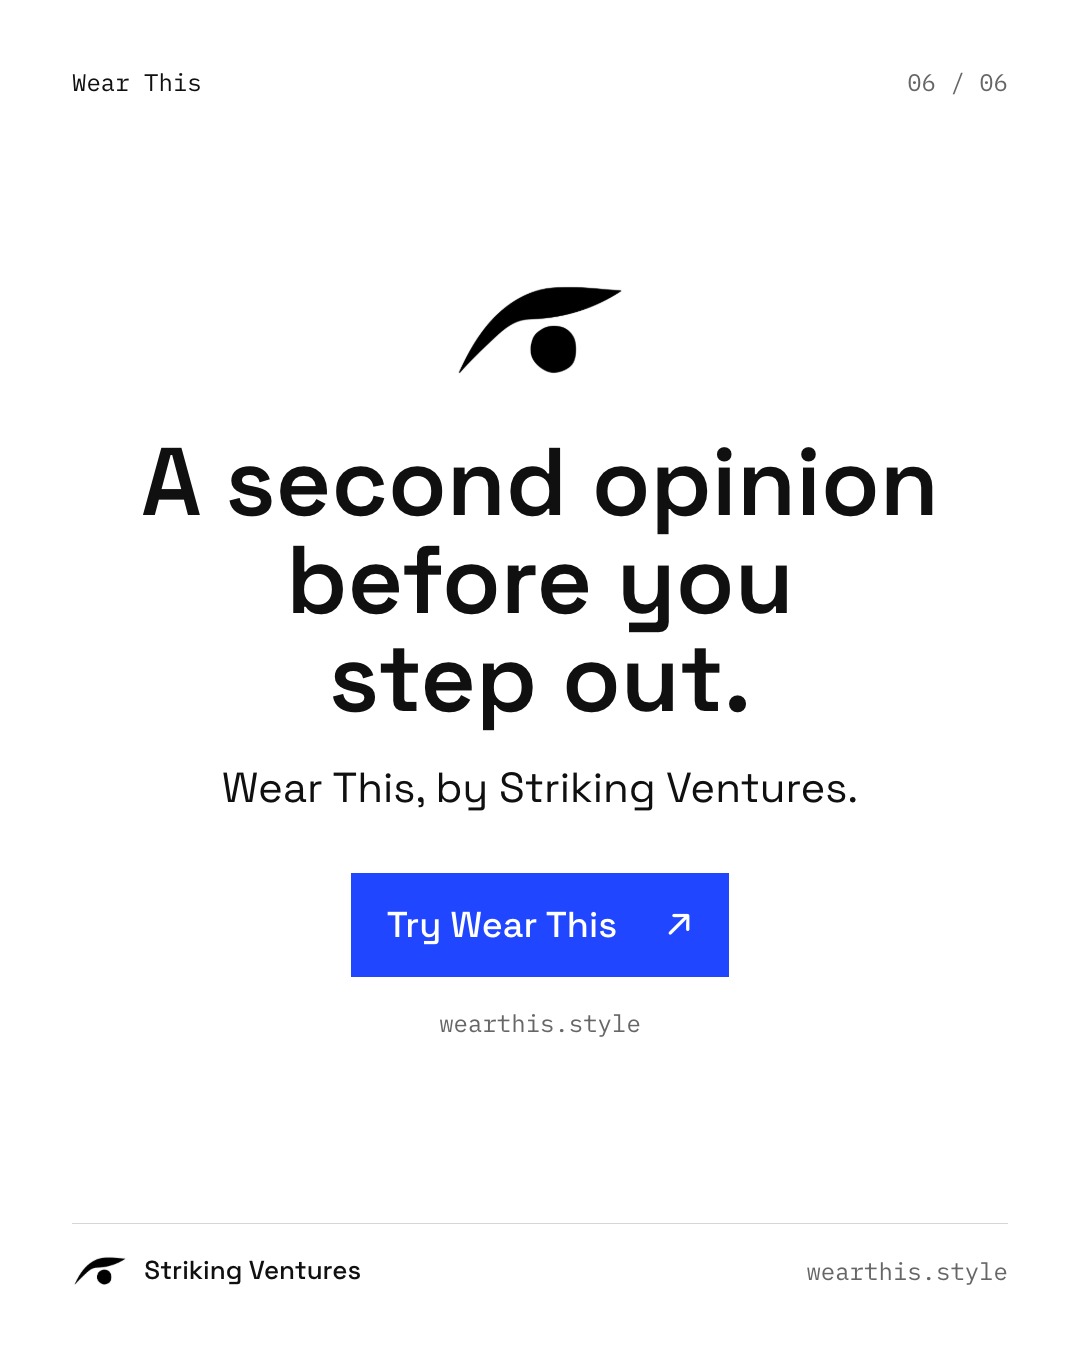 Wear This
06 / 06
A second opinion
before you
step out.
Wear This, by Striking Ventures.
Try Wear This
wearthis.style
Striking Ventures
wearthis.style